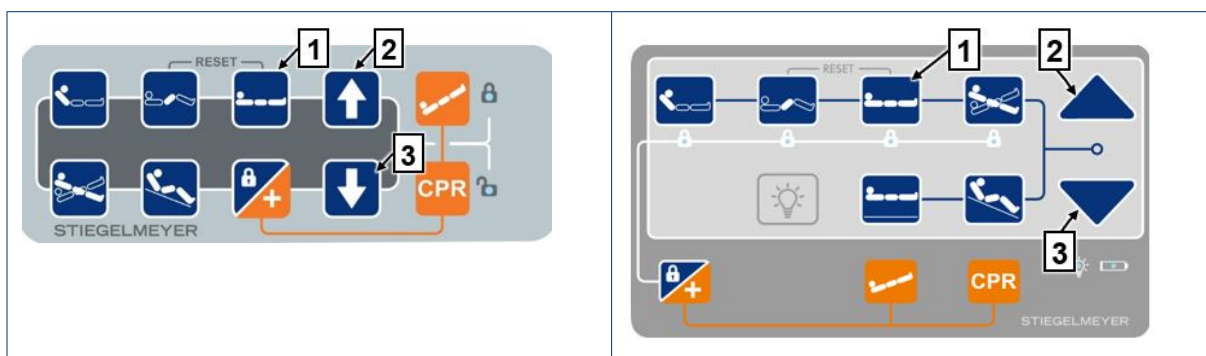 1
2
RESET
3
CPR
STIEGELMEYER
1
2
RESET
3
CPR
STIEGELMEYER